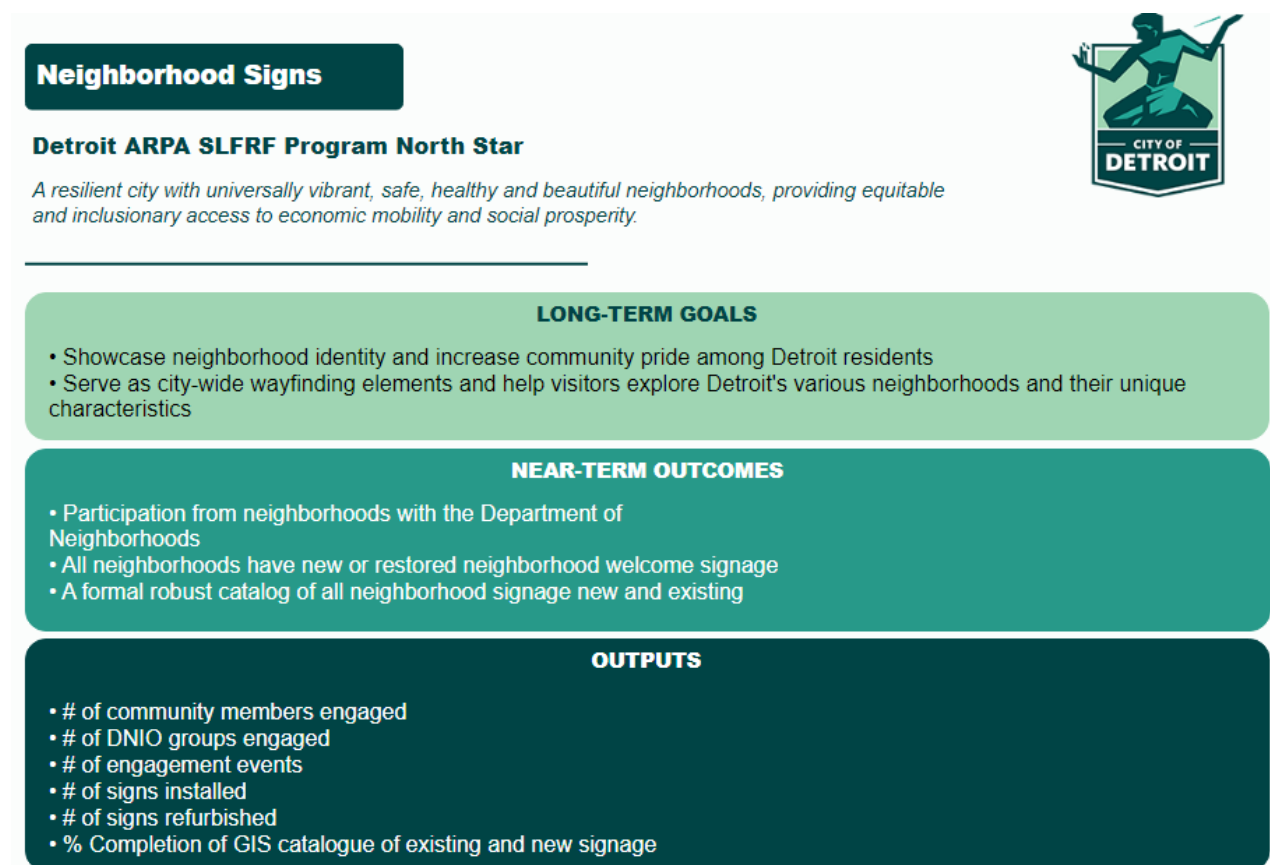 Neighborhood Signs
CITY OF
DETROIT
Detroit ARPA SLFRF Program North Star
A resilient city with universally vibrant, safe, healthy and beautiful neighborhoods, providing equitable
and inclusionary access to economic mobility and social prosperity.
LONG-TERM GOALS
• Showcase neighborhood identity and increase community pride among Detroit residents
• Serve as city-wide wayfinding elements and help visitors explore Detroit's various neighborhoods and their unique
characteristics
NEAR-TERM OUTCOMES
• Participation from neighborhoods with the Department of
Neighborhoods
• All neighborhoods have new or restored neighborhood welcome signage
• A formal robust catalog of all neighborhood signage new and existing
OUTPUTS
• # of community members engaged
• # of DNIO groups engaged
• # of engagement events
• # of signs installed
• # of signs refurbished
• % Completion of GIS catalogue of existing and new signage